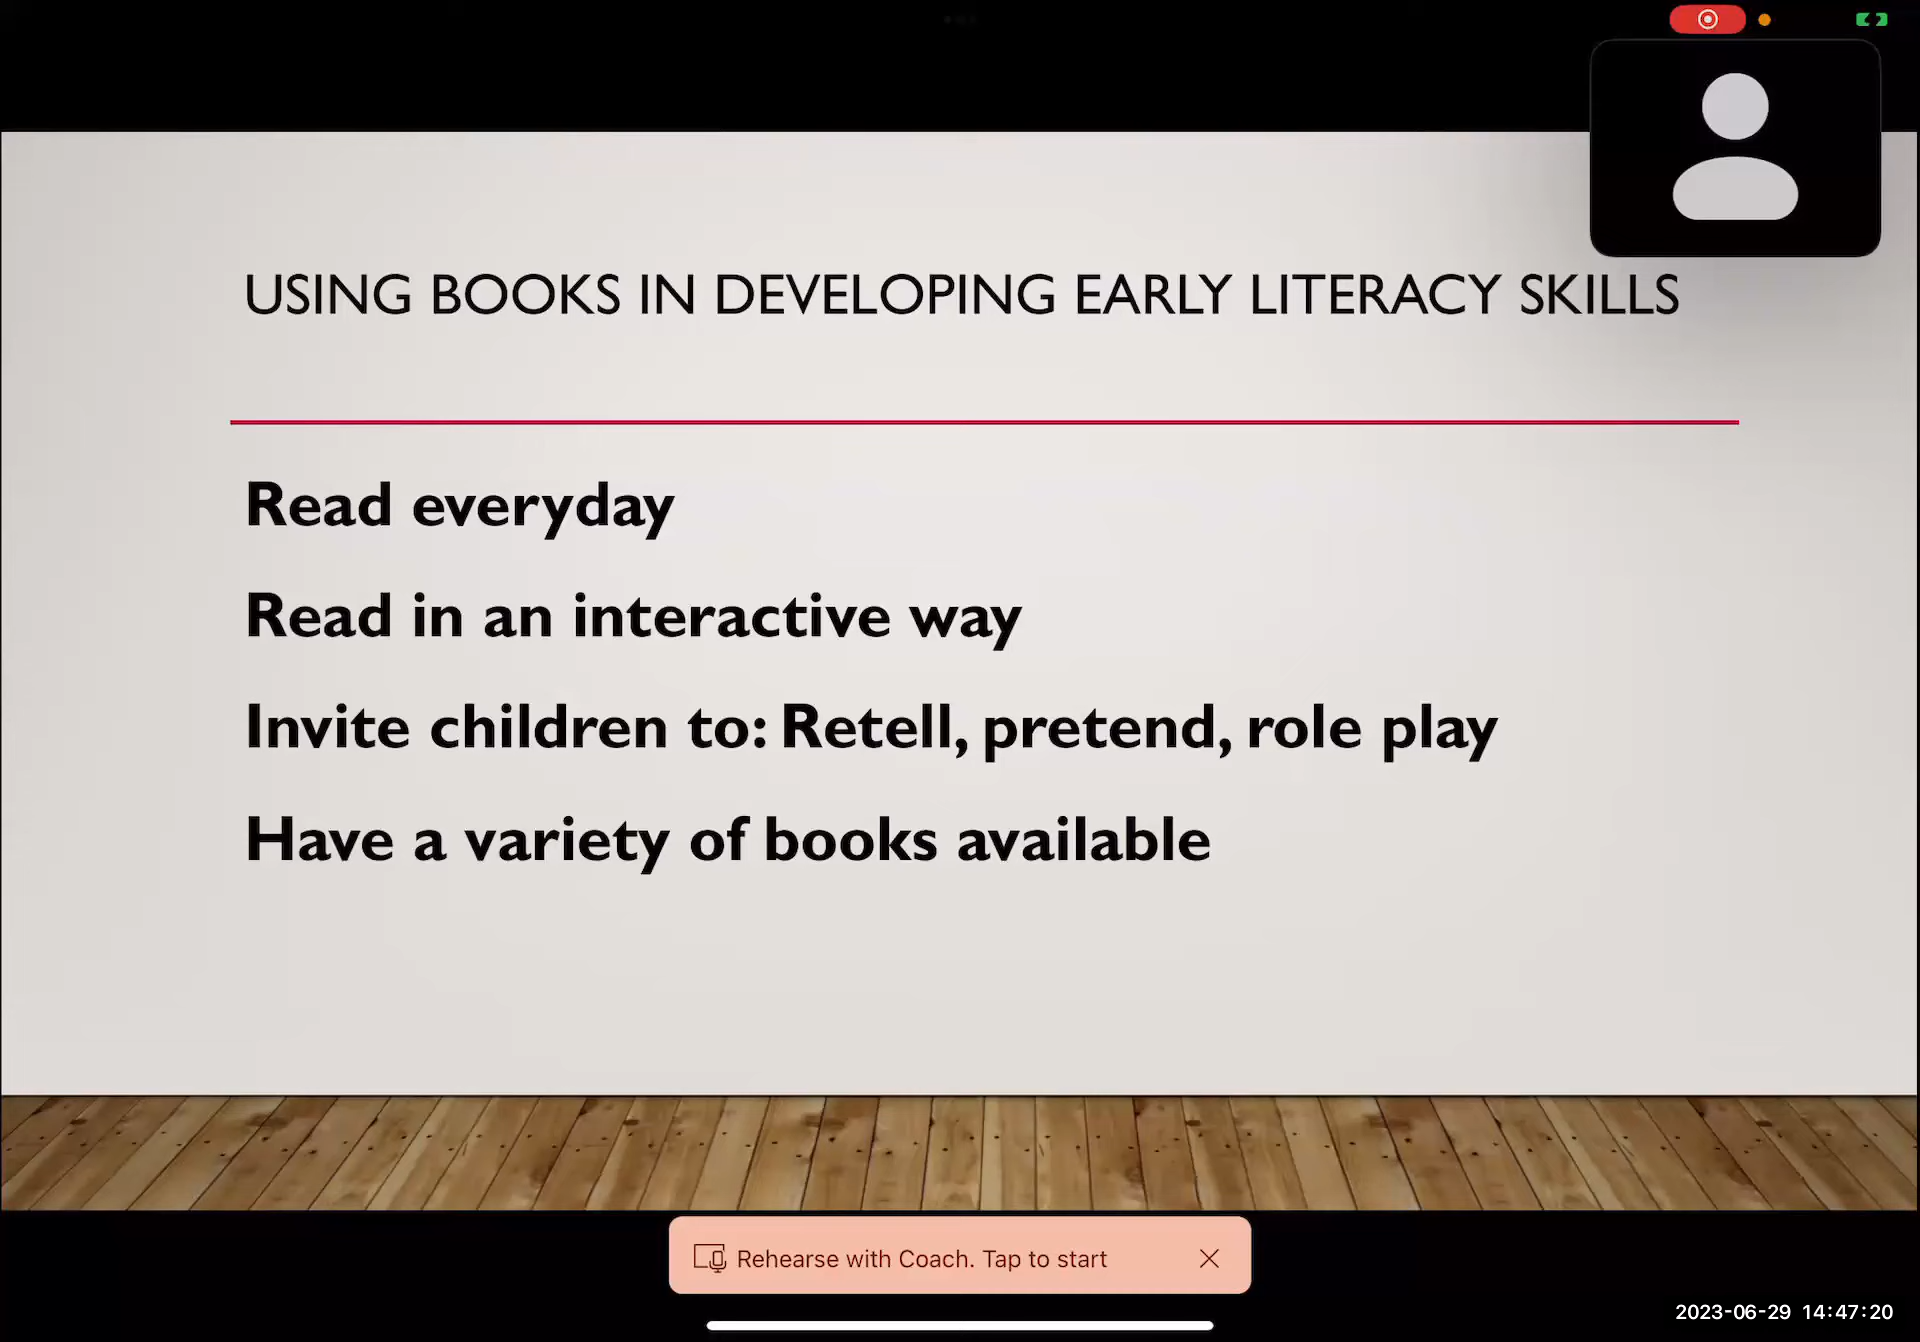 USING BOOKS IN DEVELOPING EARLY LITERACY SKILLS
Read everyday
Read in an interactive way
Invite children to: Retell, pretend, role play
Have a variety of books available
Rehearse with Coach. Tap to start
2023-06-29 14:47:20